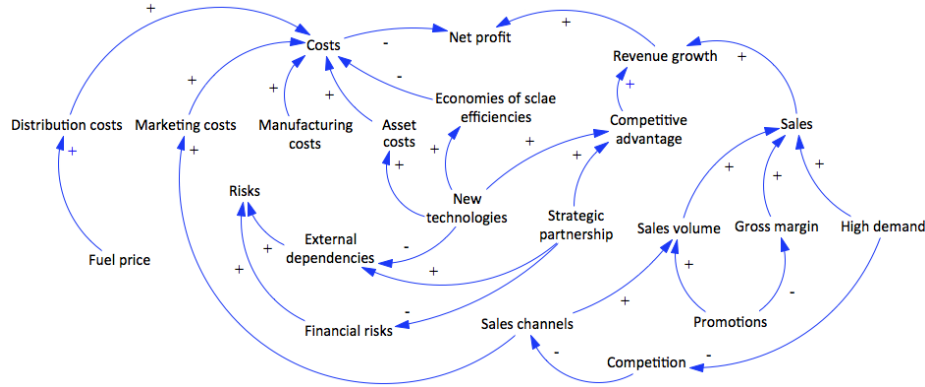 +
Costs
-
Net profit
+
Revenue growth
+
+
-
+
+
+
Economies of sclae
efficiencies
Distribution costs
Marketing costs
Manufacturing
costs
Asset
costs
Competitive
advantage
Sales
+
+
+
+
+
+
+
+
+
Risks
New
technologies
Strategic
partnership
Sales volume
Gross margin
High demand
External
dependencies
-
+
+
Fuel price
+
+
-
+
-
Financial risks
Sales channels
Promotions
-
Competition
-